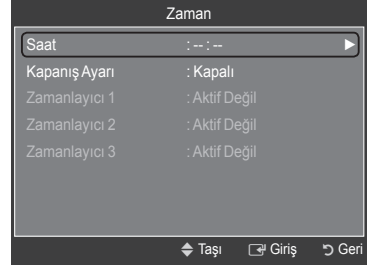 Zaman
Saat : -- : --
Kapanış Ayarı : Kapalı
Zamanlayıcı 1 : Aktif Değil
Zamanlayıcı 2 : Aktif Değil
Zamanlayıcı 3 : Aktif Değil
Taşı Giriş Geri